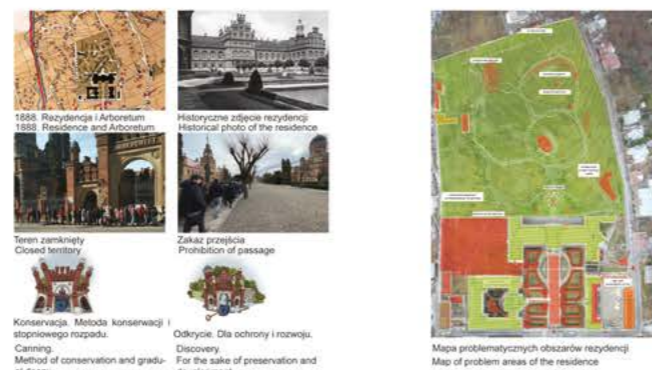 1888. Rezydencja i Arboretum
1888. Residence and Arboretum
Historyczne zdjęcie rezydencji
Historical photo of the residence
Teren zamknięty
Closed territory
Zakaz przejścia
Prohibition of passage
Konserwacja. Metoda konserwacji i
stopniowego rozpadu.
Canning.
Method of conservation and gradu-
Odkrycie. Dla ochrony i rozwoju.
Discovery.
For the sake of preservation and
Mapa problematycznych obszarów rezydencji
Map of problem areas of the residence